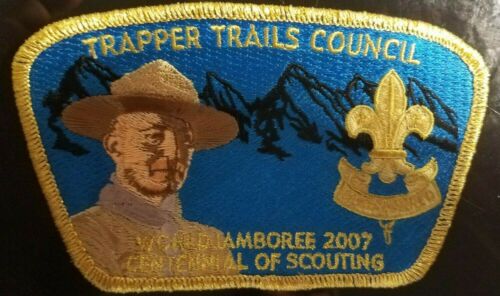 TRAPPER TRAILS COUNCIL
WORLD JAMBOREE 2007
CENTENNIAL OF SCOUTING